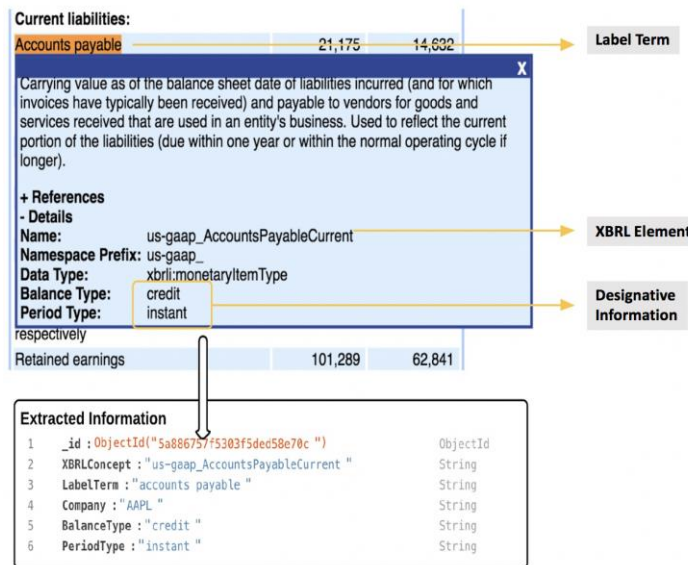 Current liabilities:
Accounts payable 21,175 14,632
Label Term
X
Carrying value as of the balance sheet date of liabilities incurred (and for which
invoices have typically been received) and payable to vendors for goods and
services received that are used in an entity's business. Used to reflect the current
portion of the liabilities (due within one year or within the normal operating cycle if
longer).
+ References
- Details
Name: us-gaap_AccountsPayableCurrent
XBRL Element
Namespace Prefix: us-gaap_
Data Type: xbrli:monetaryItemType
Balance Type: credit
Period Type: instant
Designative
Information
respectively
Retained earnings 101,289 62,841
Extracted Information
1 _id : ObjectId("5a886757f5303f5ded58e70c ") ObjectId
2 XBRLConcept : "us-gaap_AccountsPayableCurrent " String
3 LabelTerm : "accounts payable " String
4 Company : "AAPL " String
5 BalanceType : "credit " String
6 PeriodType : "instant " String